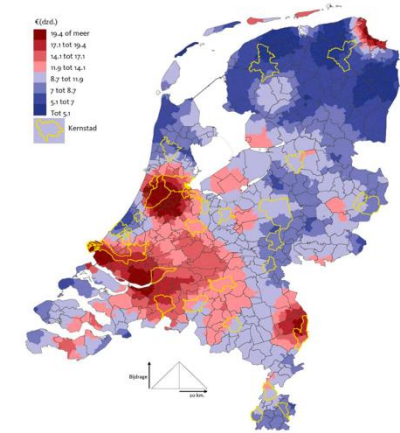 €(dzd.)
19.4 of meer
17.1 tot 19.4
14.1 tot 17.1
11.9 tot 14.1
8.7 tot 11.9
7 tot 8.7
5.1 tot 7
Tot 5.1
Kernstad
Bijdrage
20 km.